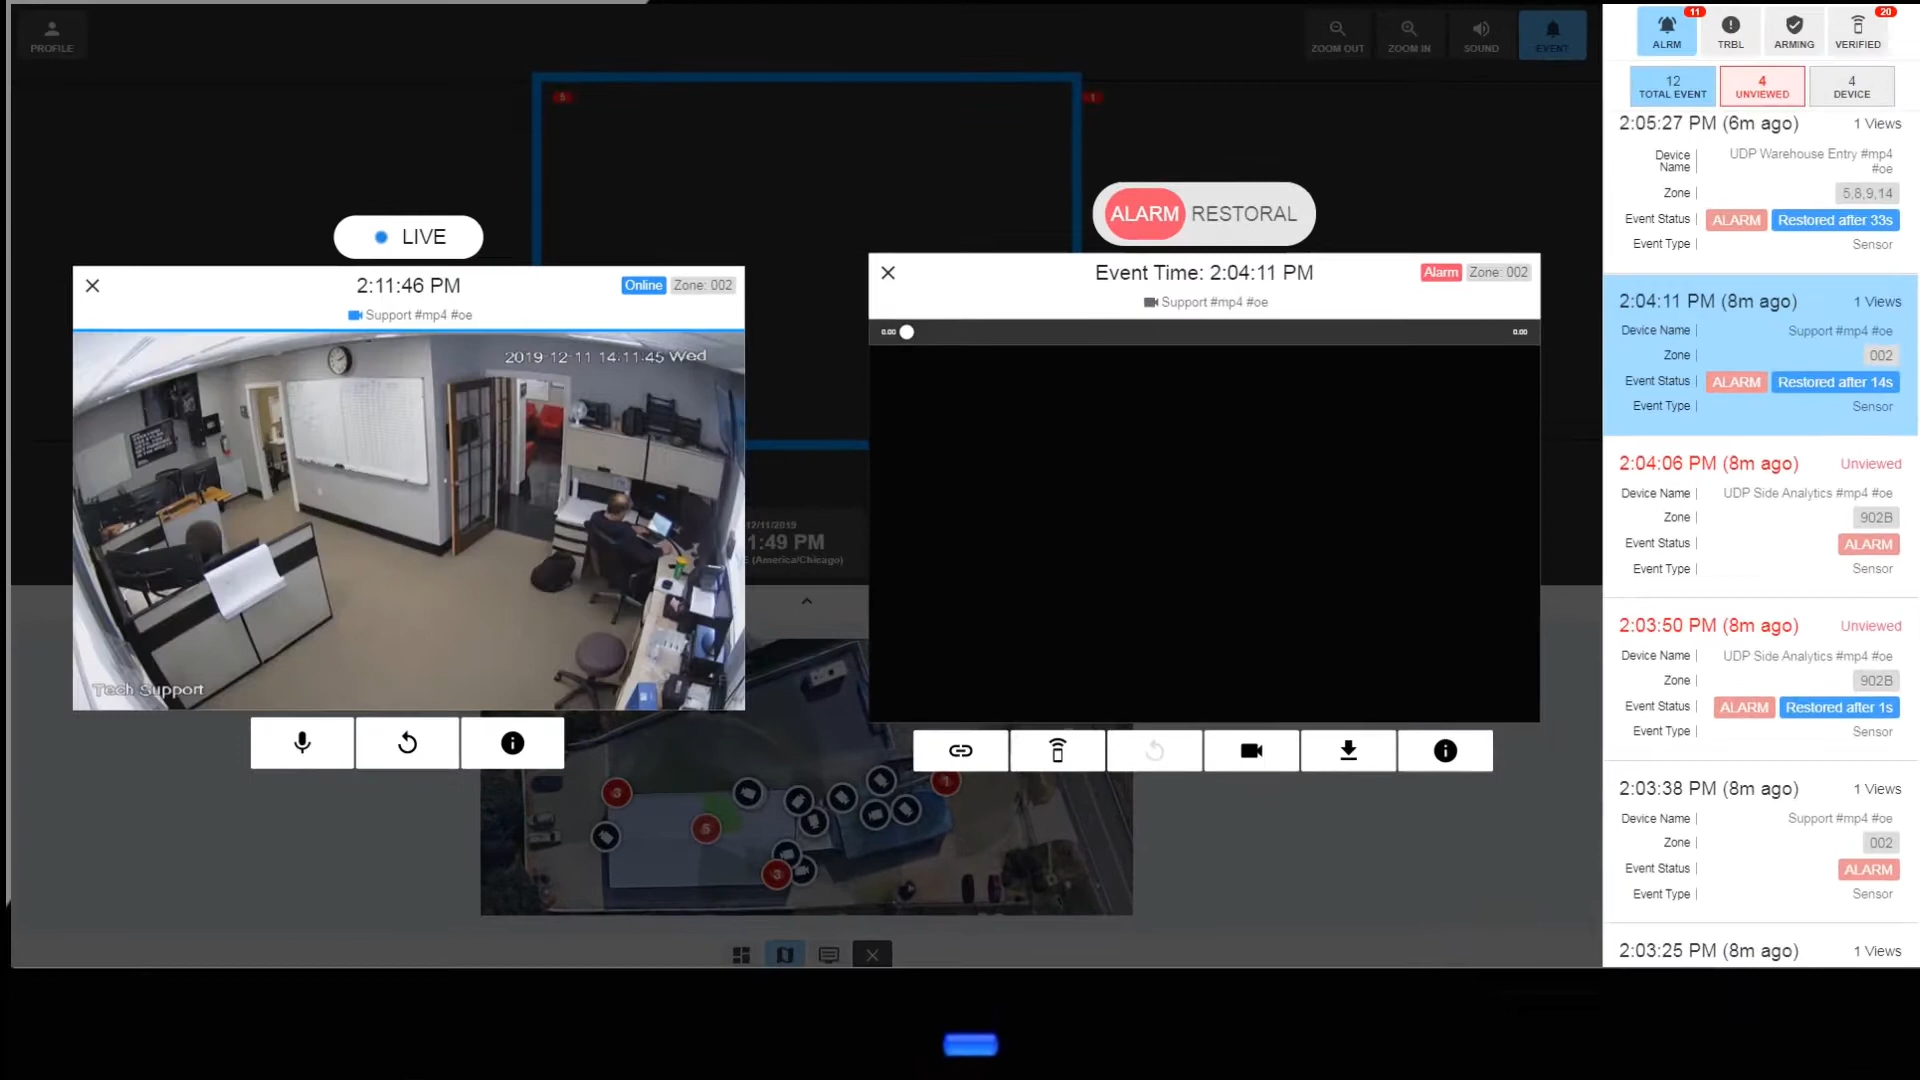 PROFILE
ZOOM OUT
ZOOM IN
SOUND
EVENT
5
1
LIVE
2:11:46 PM
Online
Zone: 002
Support #mp4 #oe
2019-12-11 14:11:45 Wed
Tech Support
12/11/2019
1:49 PM
(America/Chicago)
3
5
3
1
ALARM RESTORAL
Event Time: 2:04:11 PM
Alarm
Zone: 002
Support #mp4 #oe
0.00
0.00
11
20
ALRM
TRBL
ARMING
VERIFIED
12
TOTAL EVENT
4
UNVIEWED
4
DEVICE
2:05:27 PM (6m ago) 1 Views
Device Name UDP Warehouse Entry #mp4
#oe
Zone 5,8,9,14
Event Status ALARM Restored after 33s
Event Type Sensor
2:04:11 PM (8m ago) 1 Views
Device Name Support #mp4 #oe
Zone 002
Event Status ALARM Restored after 14s
Event Type Sensor
2:04:06 PM (8m ago) Unviewed
Device Name UDP Side Analytics #mp4 #oe
Zone 902B
Event Status ALARM
Event Type Sensor
2:03:50 PM (8m ago) Unviewed
Device Name UDP Side Analytics #mp4 #oe
Zone 902B
Event Status ALARM Restored after 1s
Event Type Sensor
2:03:38 PM (8m ago) 1 Views
Device Name Support #mp4 #oe
Zone 002
Event Status ALARM
Event Type Sensor
2:03:25 PM (8m ago) 1 Views